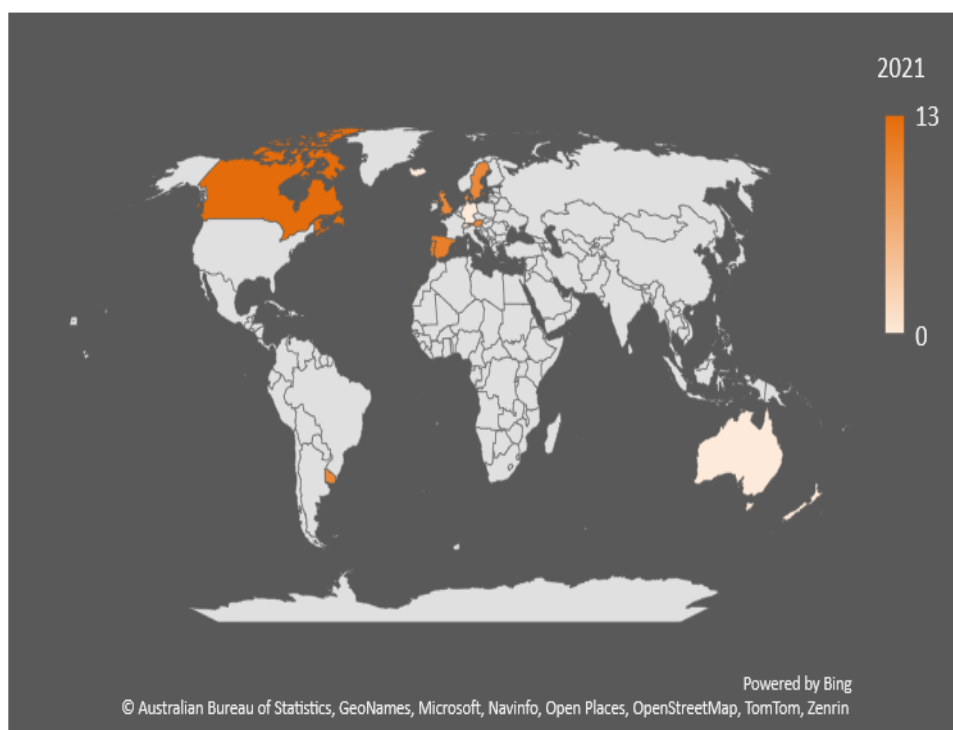 2021
13
0
Powered by Bing
© Australian Bureau of Statistics, GeoNames, Microsoft, Navinfo, Open Places, OpenStreetMap, TomTom, Zenrin